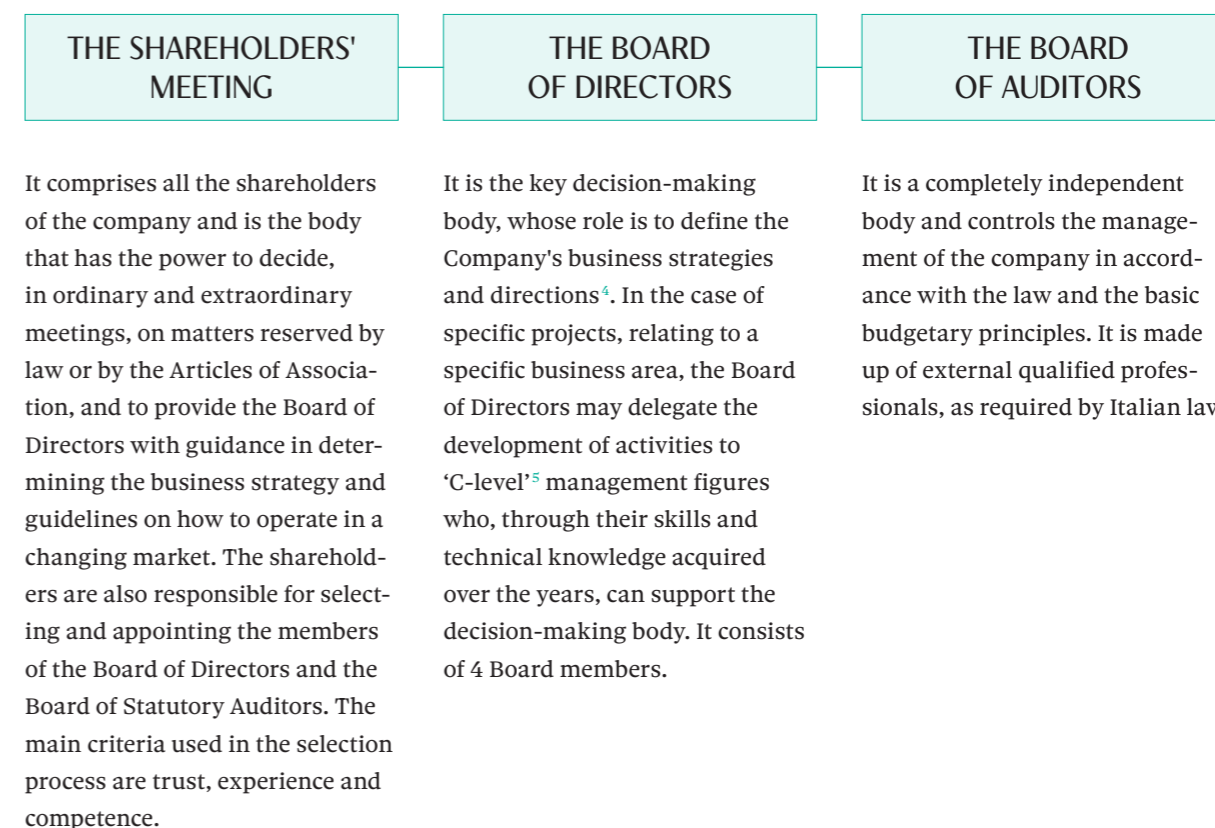 THE SHAREHOLDERS'
MEETING
It comprises all the shareholders
of the company and is the body
that has the power to decide,
in ordinary and extraordinary
meetings, on matters reserved by
law or by the Articles of Associa-
tion, and to provide the Board of
Directors with guidance in deter-
mining the business strategy and
guidelines on how to operate in a
changing market. The sharehold-
ers are also responsible for select-
ing and appointing the members
of the Board of Directors and the
Board of Statutory Auditors. The
main criteria used in the selection
process are trust, experience and
competence.
THE BOARD
OF DIRECTORS
It is the key decision-making
body, whose role is to define the
Company's business strategies
and directions⁴. In the case of
specific projects, relating to a
specific business area, the Board
of Directors may delegate the
development of activities to
‘C-level’⁵ management figures
who, through their skills and
technical knowledge acquired
over the years, can support the
decision-making body. It consists
of 4 Board members.
THE BOARD
OF AUDITORS
It is a completely independent
body and controls the manage-
ment of the company in accord-
ance with the law and the basic
budgetary principles. It is made
up of external qualified profes-
sionals, as required by Italian